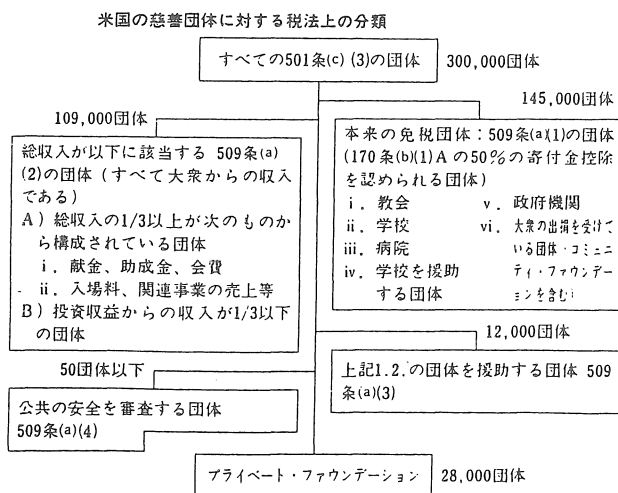 米国の慈善団体に対する税法上の分類
すべての501条(c) (3)の団体
300,000団体
109,000団体
総収入が以下に該当する 509条(a)
(2)の団体 (すべて大衆からの収入
である)
A) 総収入の1/3以上が次のものか
ら構成されている団体
i. 献金、助成金、会費
ii. 入場料、関連事業の売上等
B) 投資収益からの収入が1/3以下
の団体
145,000団体
本来の免税団体:509条(a)(1)の団体
(170条(b)(1)Aの50%の寄付金控除
を認められる団体)
i. 教会
ii. 学校
iii. 病院
iv. 学校を援助
する団体
v. 政府機関
vi. 大衆の出損を受けて
いる団体・コミュニ
ティ・ファウンデー
ションを含む
12,000団体
上記1.2.の団体を援助する団体 509
条(a)(3)
50団体以下
公共の安全を審査する団体
509条(a)(4)
プライベート・ファウンデーション
28,000団体